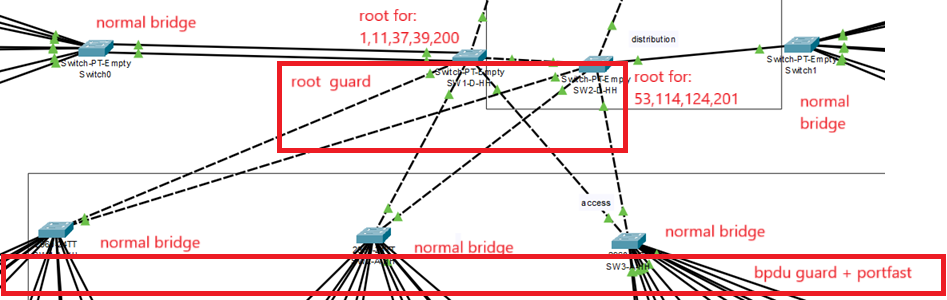 normal bridge
root for:
1,11,37,39,200
distribution
Switch-PT-Empty
Switch0
Switch-PT-Empty
SW1-D-HH
Switch-PT-Empty
SW2-D-HH
Switch-PT-Empty
Switch1
root guard
root for:
53,114,124,201
normal
bridge
access
normal bridge
normal bridge
normal bridge
bpdu guard + portfast